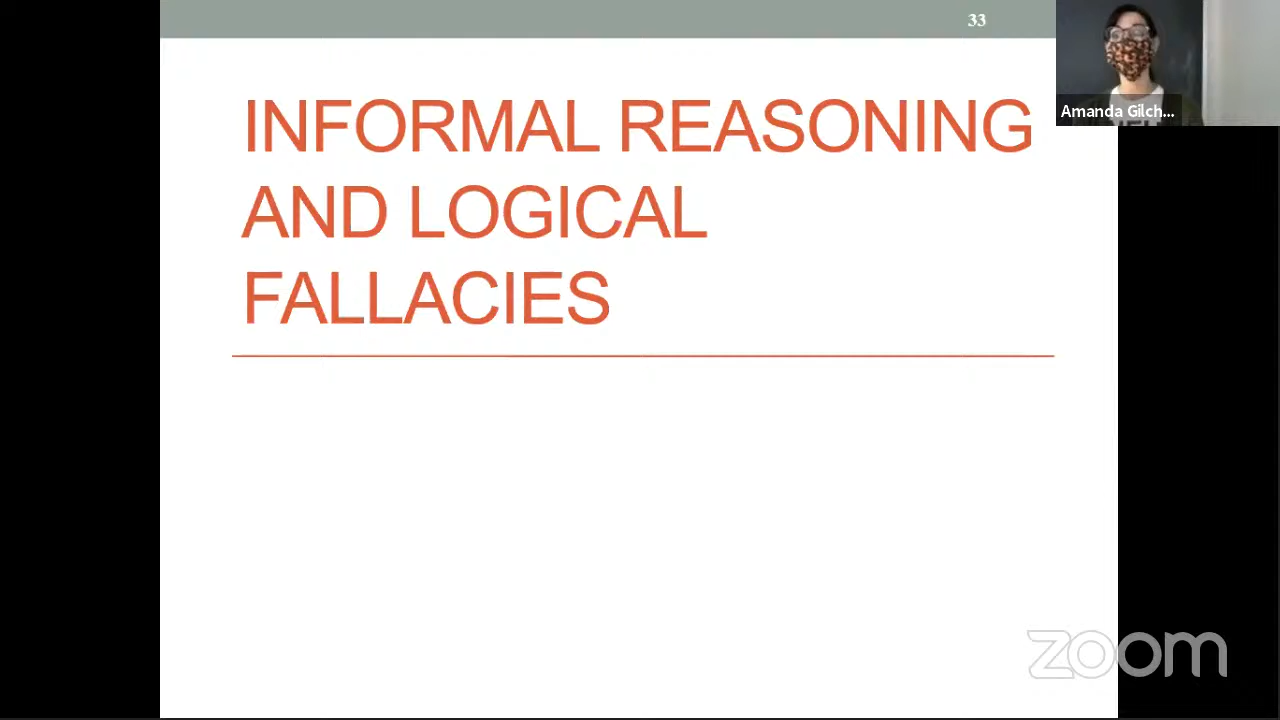 33
INFORMAL REASONING
AND LOGICAL
FALLACIES
Amanda Gilch...
zoom